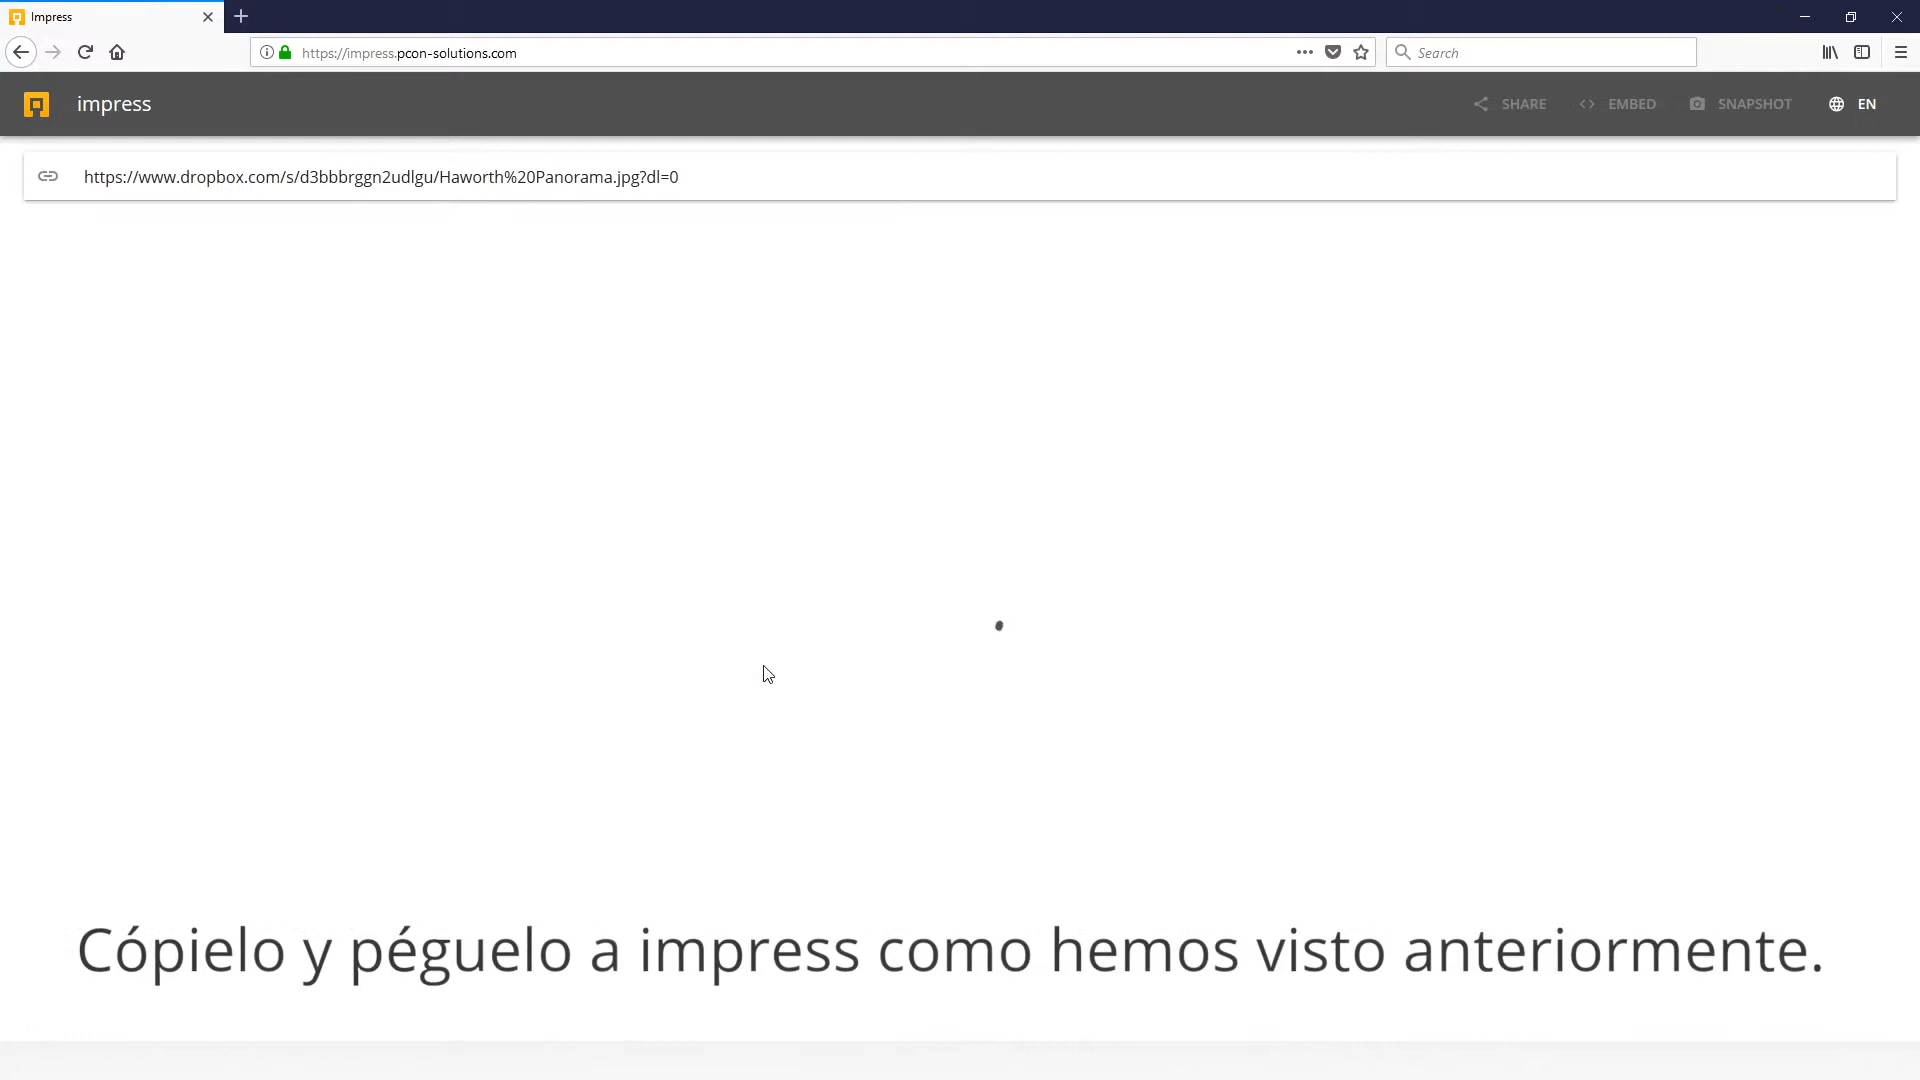 Impress
https://impress.pcon-solutions.com
Search
impress
SHARE
EMBED
SNAPSHOT
EN
https://www.dropbox.com/s/d3bbbrggn2udlgu/Haworth%20Panorama.jpg?dl=0
Cópielo y péguelo a impress como hemos visto anteriormente.